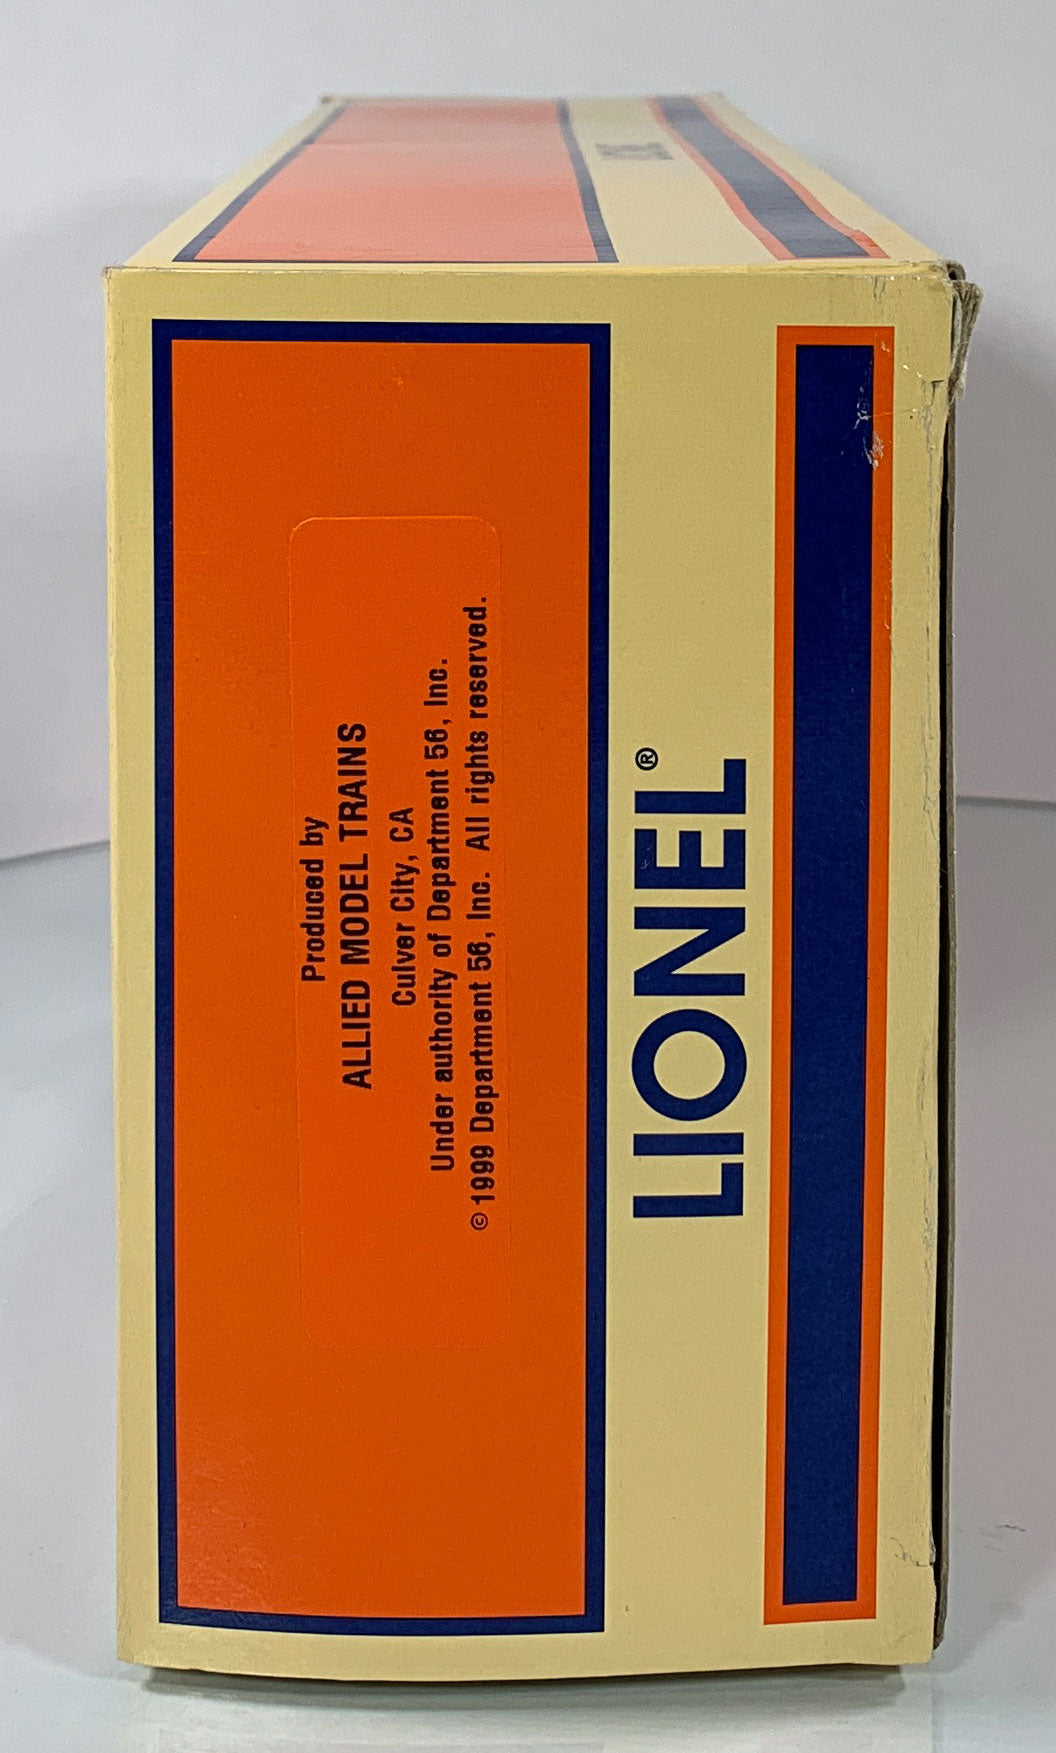 Produced by
ALLIED MODEL TRAINS
Culver City, CA
Under authority of Department 56, Inc.
©1999 Department 56, Inc. All rights reserved.
LIONEL®